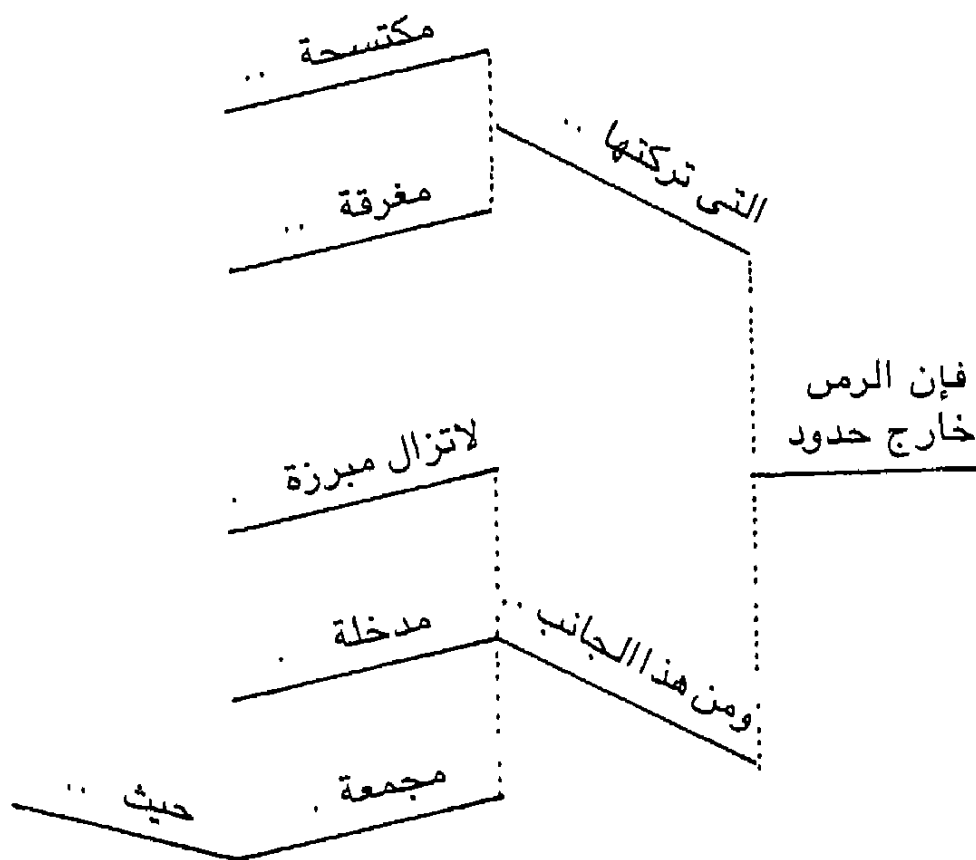 مكتسحة ..
التى تركتها ..
مغرقة ..
فإن الرمس
خارج حدود
لاتزال مبرزة .
مدخلة .
ومن هذا الجانب ..
مجمعة .
حيث ..